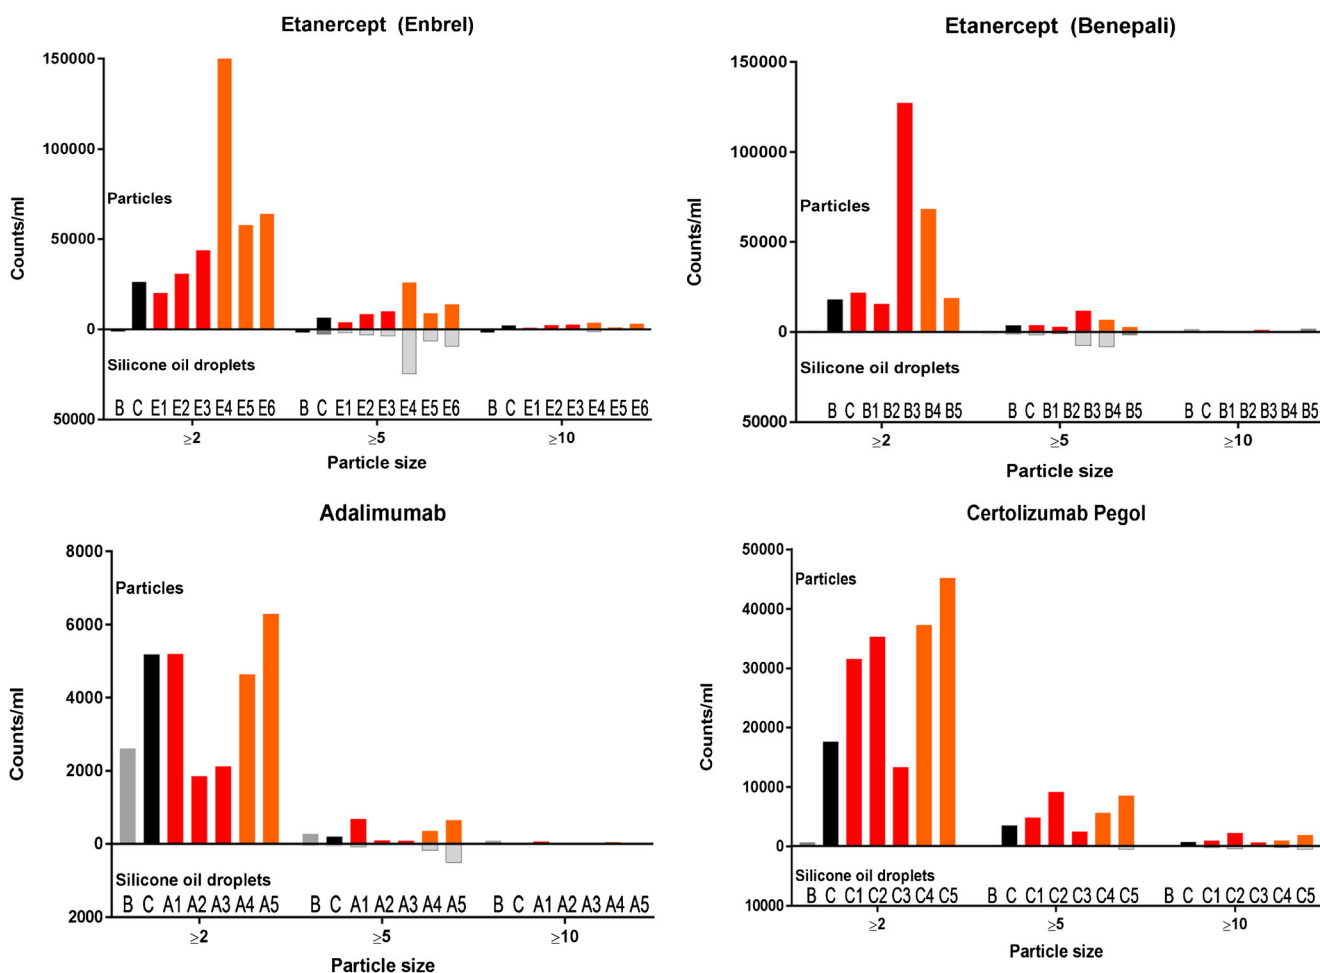 Etanercept (Enbrel)
150000
100000
50000
0
50000
Counts/ml
Particles
Silicone oil droplets
B C E1 E2 E3 E4 E5 E6 B C E1 E2 E3 E4 E5 E6 B C E1 E2 E3 E4 E5 E6
≥2 ≥5 ≥10
Particle size
Etanercept (Benepali)
150000
100000
50000
0
50000
Counts/ml
Particles
Silicone oil droplets
B C B1 B2 B3 B4 B5 B C B1 B2 B3 B4 B5 B C B1 B2 B3 B4 B5
≥2 ≥5 ≥10
Particle size
Adalimumab
8000
6000
4000
2000
0
2000
Counts/ml
Particles
Silicone oil droplets
B C A1 A2 A3 A4 A5 B C A1 A2 A3 A4 A5 B C A1 A2 A3 A4 A5
≥2 ≥5 ≥10
Particle size
Certolizumab Pegol
50000
40000
30000
20000
10000
0
10000
Counts/ml
Particles
Silicone oil droplets
B C C1 C2 C3 C4 C5 B C C1 C2 C3 C4 C5 B C C1 C2 C3 C4 C5
≥2 ≥5 ≥10
Particle size